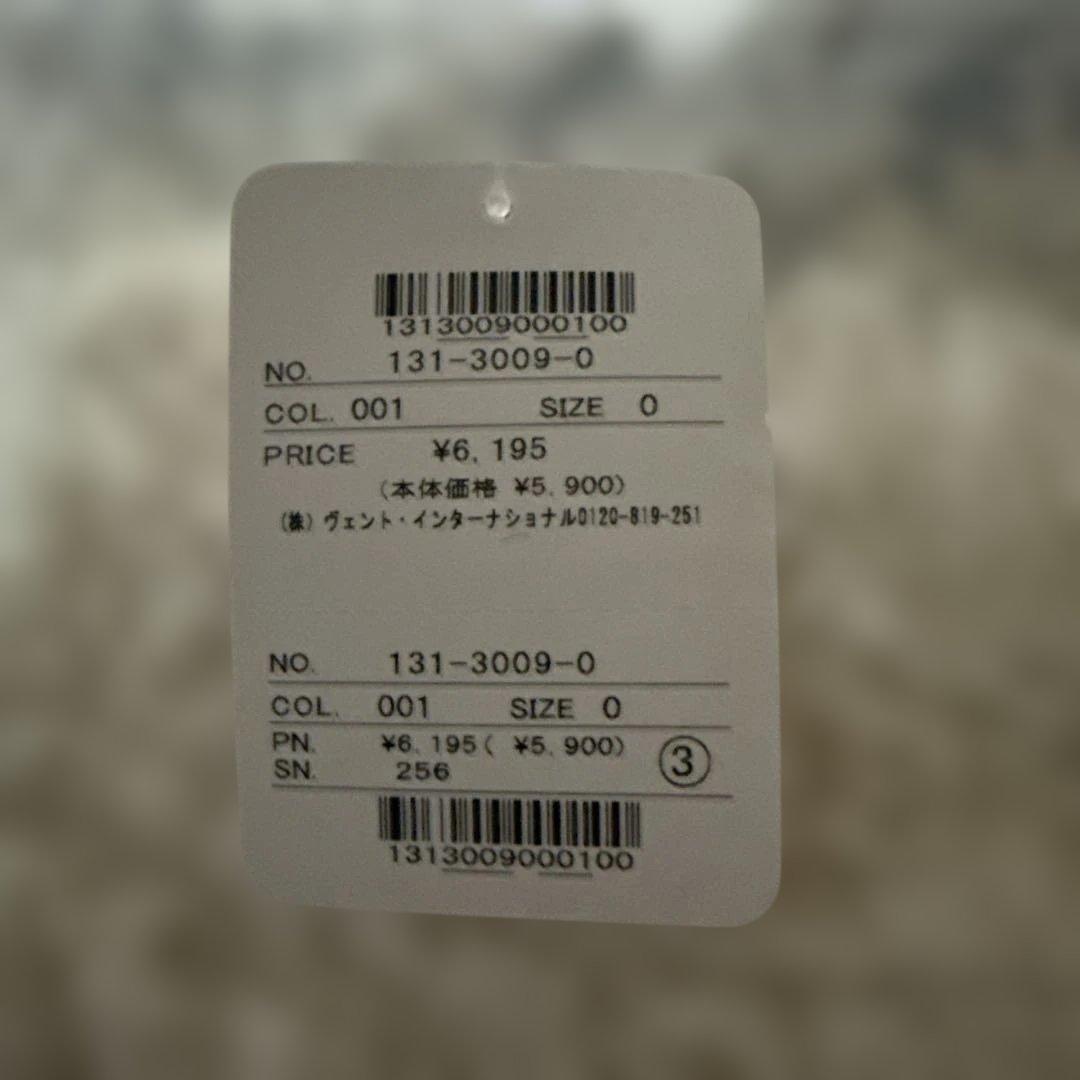 1313009000100
NO. 131-3009-0
COL. 001 SIZE 0
PRICE ¥6,195
(本体価格 ¥5,900)
(株)ヴェント・インターナショナル0120-819-251
NO. 131-3009-0
COL. 001 SIZE 0
PN. ¥6,195( ¥5,900)
SN. 256 ③
1313009000100